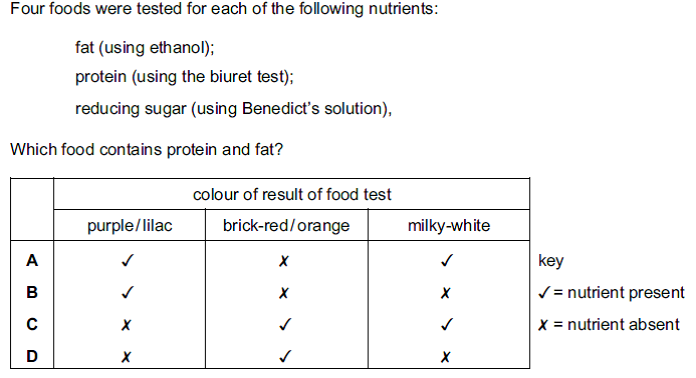 Four foods were tested for each of the following nutrients:
fat (using ethanol);
protein (using the biuret test);
reducing sugar (using Benedict's solution),
Which food contains protein and fat?
colour of result of food test
purple/lilac brick-red/orange milky-white
A ✓ ✗ ✓ key
B ✓ ✗ ✗ ✓ = nutrient present
C ✗ ✓ ✓ ✗ = nutrient absent
D ✗ ✓ ✗